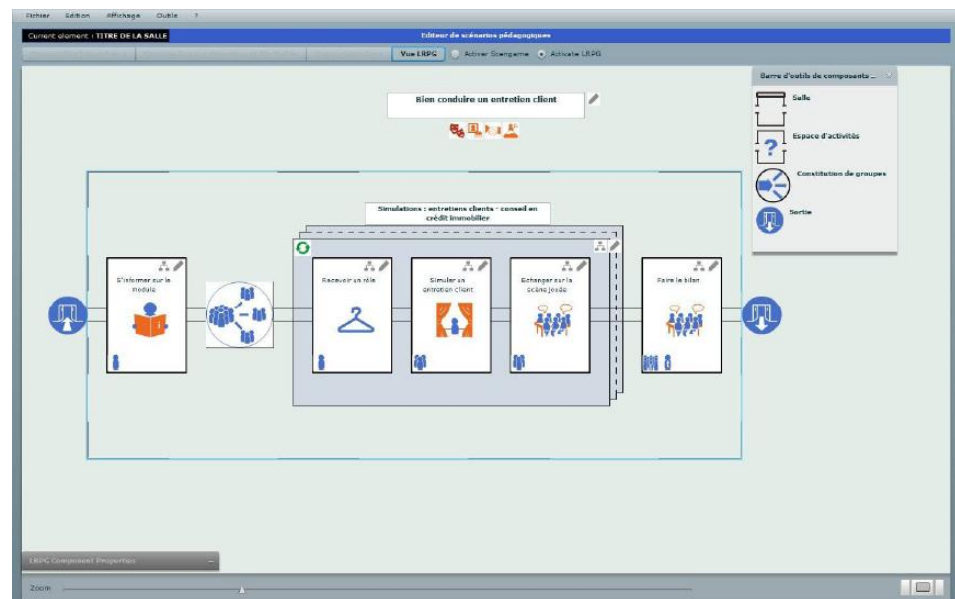 Fichier Edition Affichage Outils ?
Current element : TITRE DE LA SALLE
Editeur de scénarios pédagogiques
Vue LRPG Activer Scengame Activate LRPG
Bien conduire un entretien client
Barre d'outils de composants ...
Salle
Espace d'activités
Constitution de groupes
Sortie
Simulations : entretiens clients - conseil en
crédit immobilier
S'informer sur le
module
Recevoir un rôle
Simuler un
entretien client
Echanger sur la
scène jouée
Faire le bilan
LRPG Component Properties
Zoom